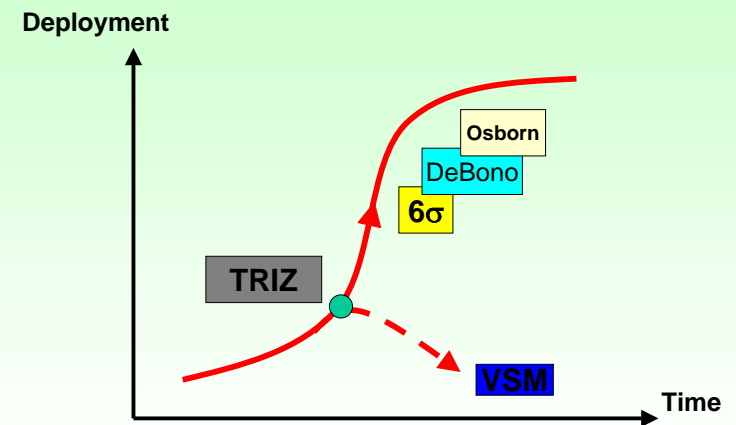 Deployment
Osborn
DeBono
6σ
TRIZ
VSM
Time